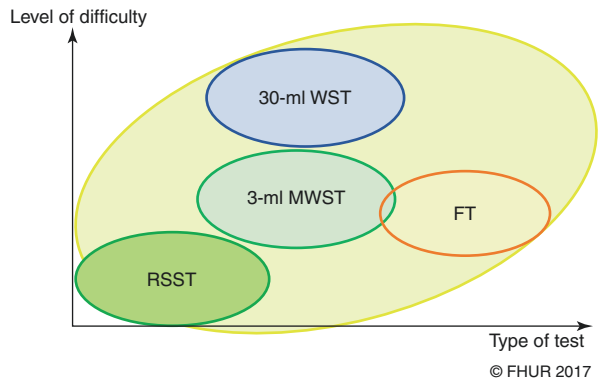 Level of difficulty
30-ml WST
3-ml MWST
FT
RSST
Type of test
© FHUR 2017